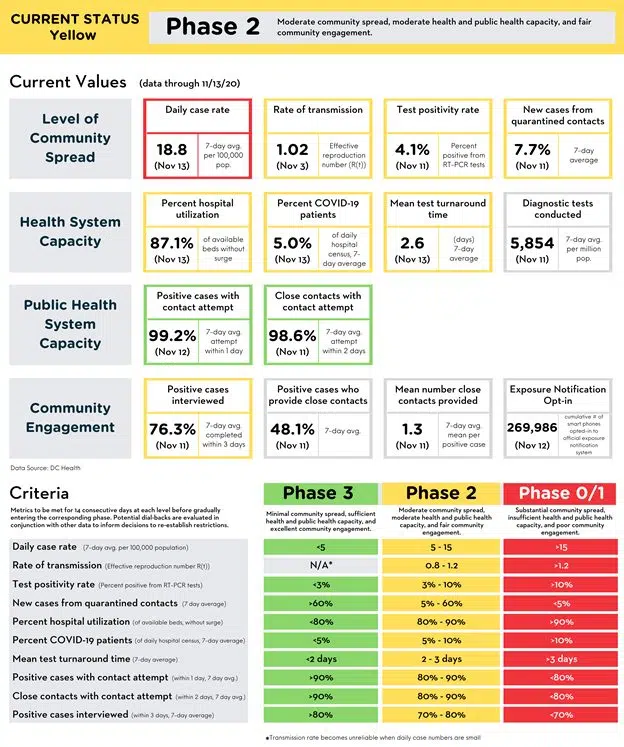 CURRENT STATUS
Yellow
Phase 2
Moderate community spread, moderate health and public health capacity, and fair
community engagement.
Current Values (data through 11/13/20)
Level of
Community
Spread
Daily case rate
18.8
(Nov 13)
7-day avg.
per 100,000
pop.
Rate of transmission
1.02
(Nov 3)
Effective
reproduction
number (R(t))
Test positivity rate
4.1%
(Nov 11)
Percent
positive from
RT-PCR tests
New cases from
quarantined contacts
7.7%
(Nov 11)
7-day
average
Health System
Capacity
Percent hospital
utilization
87.1%
(Nov 13)
of available
beds without
surge
Percent COVID-19
patients
5.0%
(Nov 13)
of daily
hospital
census, 7-
day average
Mean test turnaround
time
2.6
(Nov 13)
(days)
7-day
average
Diagnostic tests
conducted
5,854
(Nov 11)
7-day avg.
per million
pop.
Public Health
System
Capacity
Positive cases with
contact attempt
99.2%
(Nov 12)
7-day avg.
attempt
within 1 day
Close contacts with
contact attempt
98.6%
(Nov 11)
7-day avg.
attempt
within 2 days
Community
Engagement
Positive cases
interviewed
76.3%
(Nov 11)
7-day avg.
completed
within 3 days
Positive cases who
provide close contacts
48.1%
(Nov 11)
7-day avg.
Mean number close
contacts provided
1.3
(Nov 11)
7-day avg.
mean per
positive case
Exposure Notification
Opt-in
269,986
(Nov 12)
cumulative # of
smart phones
opted-in to
official exposure
notification
system
Data Source: DC Health
Criteria
Metrics to be met for 14 consecutive days at each level before gradually
entering the corresponding phase. Potential dial-backs are evaluated in
conjunction with other data to inform decisions to re-establish restrictions.
Phase 3
Minimal community spread, sufficient
health and public health capacity, and
excellent community engagement.
Phase 2
Moderate community spread,
moderate health and public health
capacity, and fair community
engagement.
Phase 0/1
Substantial community spread,
insufficient health and public health
capacity, and poor community
engagement.
Daily case rate (7-day avg. per 100,000 population) <5 5 - 15 >15
Rate of transmission (Effective reproduction number R(t)) N/A* 0.8 - 1.2 >1.2
Test positivity rate (Percent positive from RT-PCR tests) <3% 3% - 10% >10%
New cases from quarantined contacts (7 day average) >60% 5% - 60% <5%
Percent hospital utilization (of available beds, without surge) <80% 80% - 90% >90%
Percent COVID-19 patients (of daily hospital census, 7-day average) <5% 5% - 10% >10%
Mean test turnaround time (7-day average) <2 days 2 - 3 days >3 days
Positive cases with contact attempt (within 1 day, 7 day avg.) >90% 80% - 90% <80%
Close contacts with contact attempt (within 2 days, 7 day avg.) >90% 80% - 90% <80%
Positive cases interviewed (within 3 days, 7-day average) >80% 70% - 80% <70%
*Transmission rate becomes unreliable when daily case numbers are small